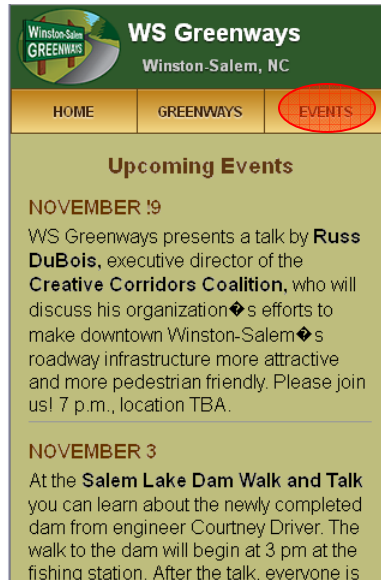 Winston-Salem
GREENWAYS
WS Greenways
Winston-Salem, NC
HOME
GREENWAYS
EVENTS
Upcoming Events
NOVEMBER !9
WS Greenways presents a talk by Russ
DuBois, executive director of the
Creative Corridors Coalition, who will
discuss his organization�s efforts to
make downtown Winston-Salem�s
roadway infrastructure more attractive
and more pedestrian friendly. Please join
us! 7 p.m., location TBA.
NOVEMBER 3
At the Salem Lake Dam Walk and Talk
you can learn about the newly completed
dam from engineer Courtney Driver. The
walk to the dam will begin at 3 pm at the
fishing station. After the talk, everyone is